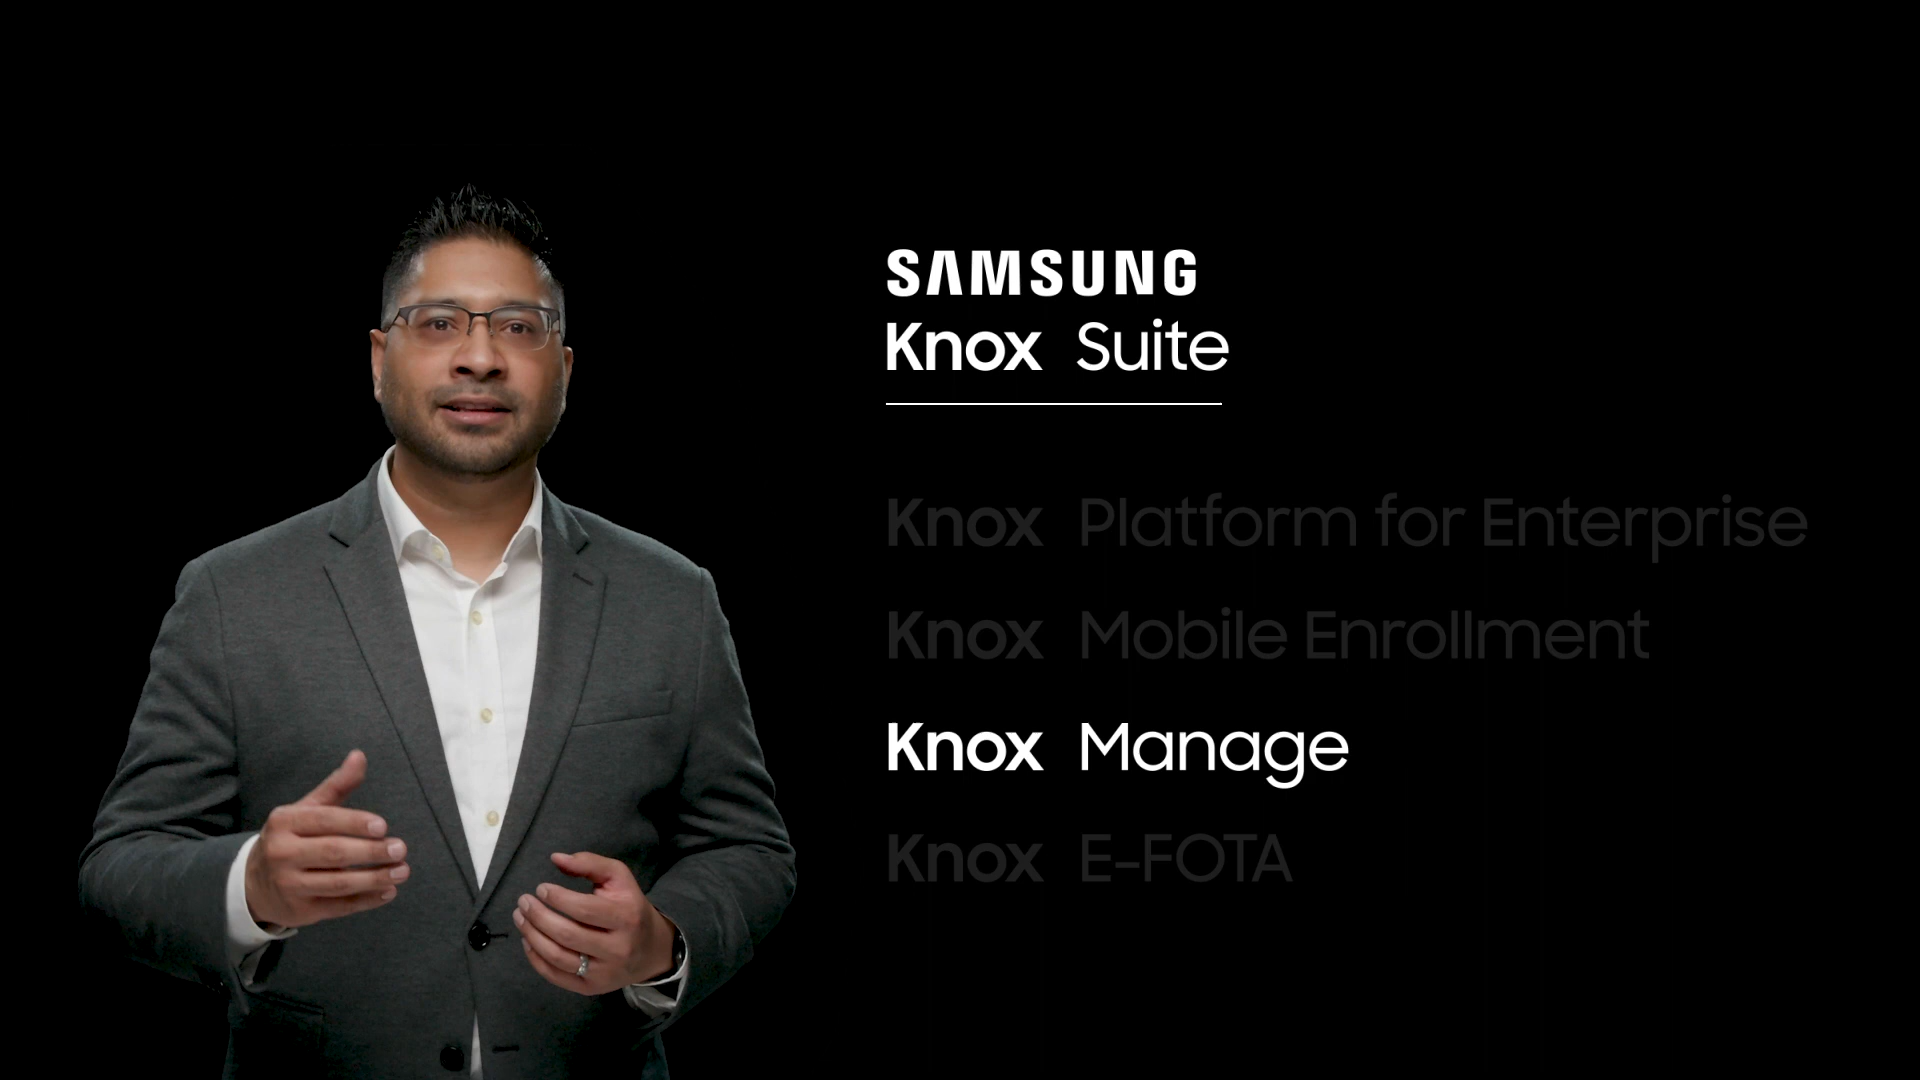 SAMSUNG
Knox Suite
Knox Platform for Enterprise
Knox Mobile Enrollment
Knox Manage
Knox E-FOTA